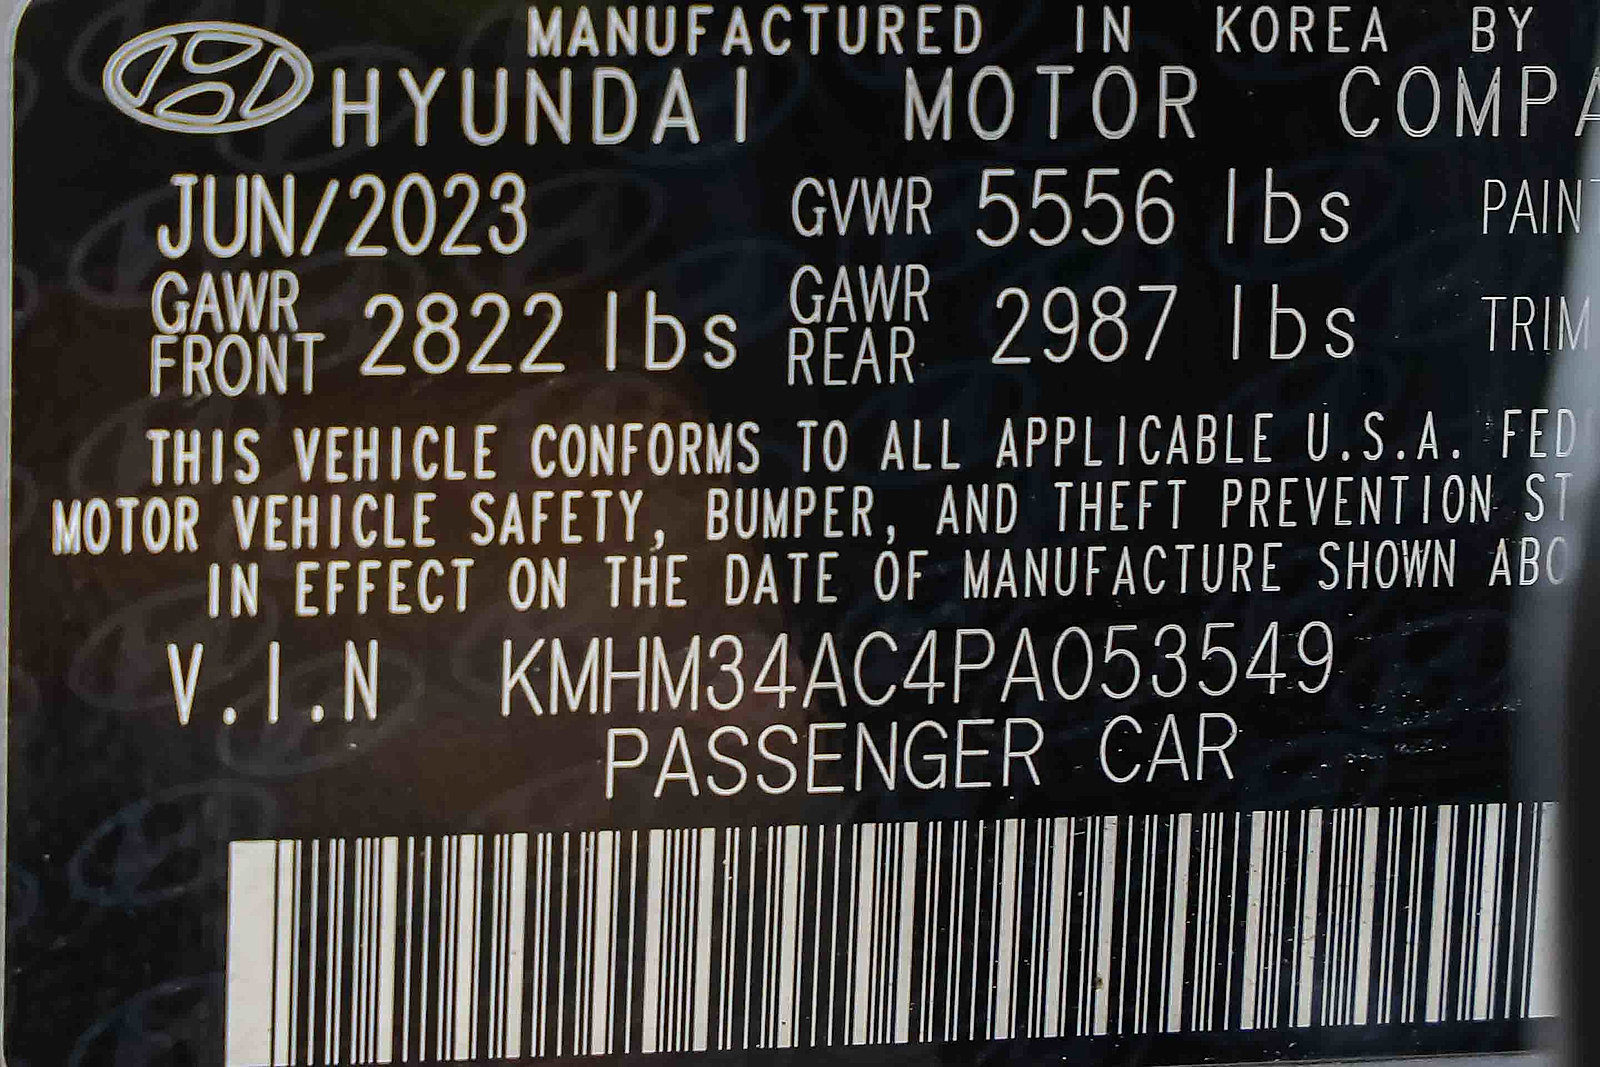 MANUFACTURED IN KOREA BY
HYUNDAI MOTOR COMPA
JUN/2023 GVWR 5556 lbs PAINT
GAWR FRONT 2822 lbs GAWR REAR 2987 lbs TRIM
THIS VEHICLE CONFORMS TO ALL APPLICABLE U.S.A. FED
MOTOR VEHICLE SAFETY, BUMPER, AND THEFT PREVENTION ST
IN EFFECT ON THE DATE OF MANUFACTURE SHOWN ABO
V.I.N KMHM34AC4PA053549
PASSENGER CAR